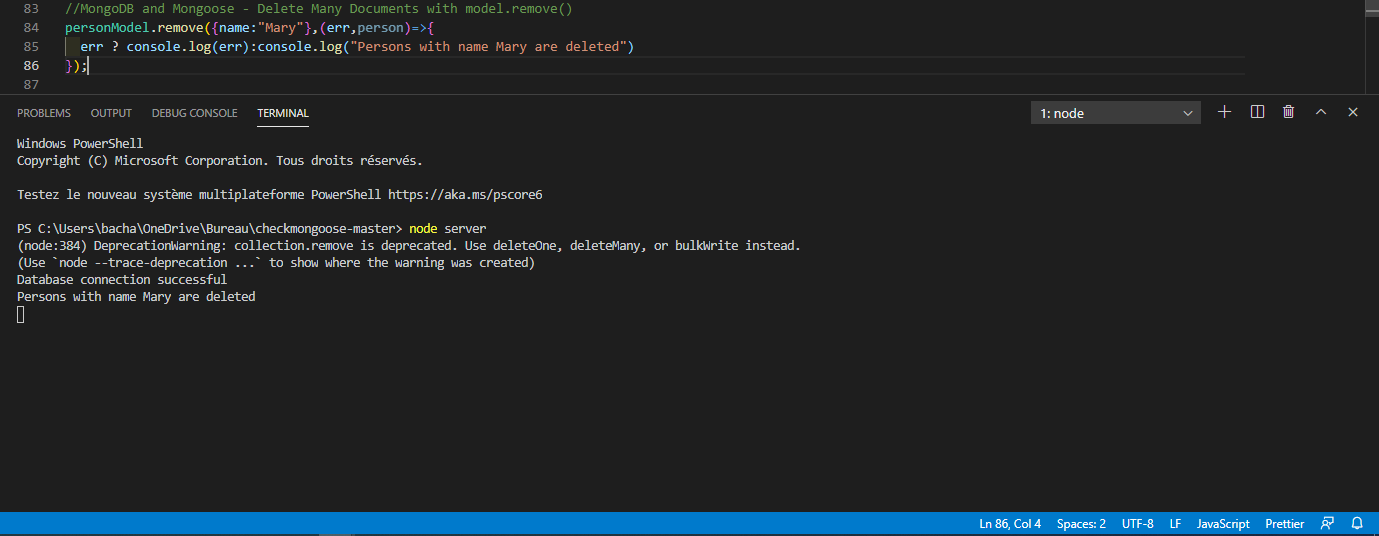 83 //MongoDB and Mongoose - Delete Many Documents with model.remove()
84 personModel.remove({name:"Mary"},(err,person)=>{
85 err ? console.log(err):console.log("Persons with name Mary are deleted")
86 });
87
PROBLEMS OUTPUT DEBUG CONSOLE TERMINAL 1: node
Windows PowerShell
Copyright (C) Microsoft Corporation. Tous droits réservés.
Testez le nouveau système multiplateforme PowerShell https://aka.ms/pscore6
PS C:\Users\bacha\OneDrive\Bureau\checkmongoose-master> node server
(node:384) DeprecationWarning: collection.remove is deprecated. Use deleteOne, deleteMany, or bulkWrite instead.
(Use `node --trace-deprecation ...` to show where the warning was created)
Database connection successful
Persons with name Mary are deleted
Ln 86, Col 4 Spaces: 2 UTF-8 LF JavaScript Prettier